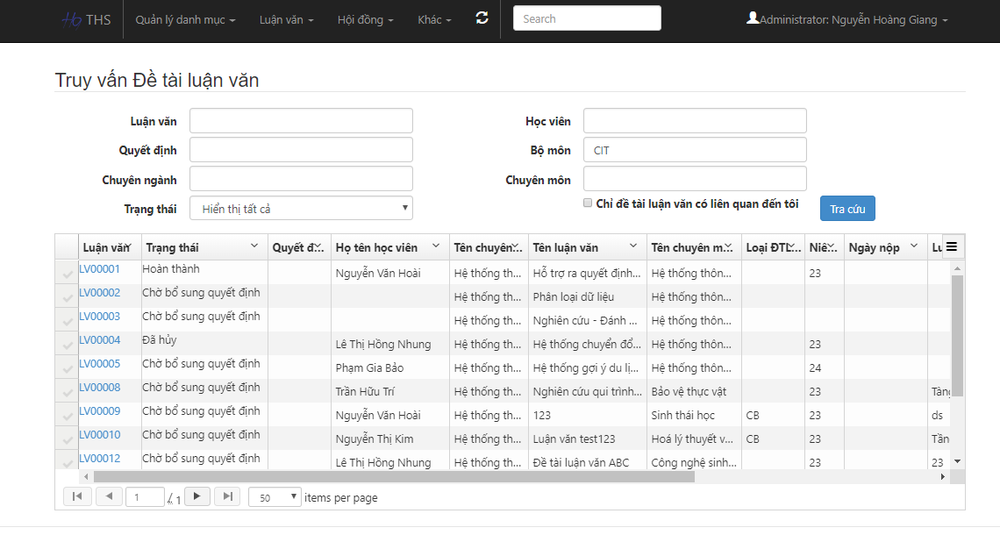 THS Quản lý danh mục Luận văn Hội đồng Khác Search Administrator: Nguyễn Hoàng Giang
Truy vấn Đề tài luận văn
Luận văn Học viên
Quyết định Bộ môn CIT
Chuyên ngành Chuyên môn
Trạng thái Hiển thị tất cả Chỉ đề tài luận văn có liên quan đến tôi Tra cứu
Luận văn Trạng thái Quyết đ... Họ tên học viên Tên chuyên... Tên luận văn Tên chuyên m... Loại ĐTL... Niê... Ngày nộp
LV00001 Hoàn thành Nguyễn Văn Hoài Hệ thống th... Hỗ trợ ra quyết định... Hệ thống thôn... 23
LV00002 Chờ bổ sung quyết định Hệ thống th... Phân loại dữ liệu Hệ thống thôn...
LV00003 Chờ bổ sung quyết định Hệ thống th... Nghiên cứu - Đánh ... Hệ thống thôn...
LV00004 Đã hủy Lê Thị Hồng Nhung Hệ thống th... Hệ thống chuyển đổ... Hệ thống thôn... 23
LV00005 Chờ bổ sung quyết định Phạm Gia Bảo Hệ thống th... Hệ thống gợi ý du lị... Hệ thống thôn... 24
LV00008 Chờ bổ sung quyết định Trần Hữu Trí Hệ thống th... Nghiên cứu qui trình... Bảo vệ thực vật 23
LV00009 Chờ bổ sung quyết định Nguyễn Văn Hoài Hệ thống th... 123 Sinh thái học CB 23 ds
LV00010 Chờ bổ sung quyết định Nguyễn Thị Kim Hệ thống th... Luận văn test123 Hoá lý thuyết v... CB 23
LV00012 Chờ bổ sung quyết định Lê Thị Hồng Nhung Hệ thống th... Đề tài luận văn ABC Công nghệ sinh... 23 23
1 / 1 50 items per page